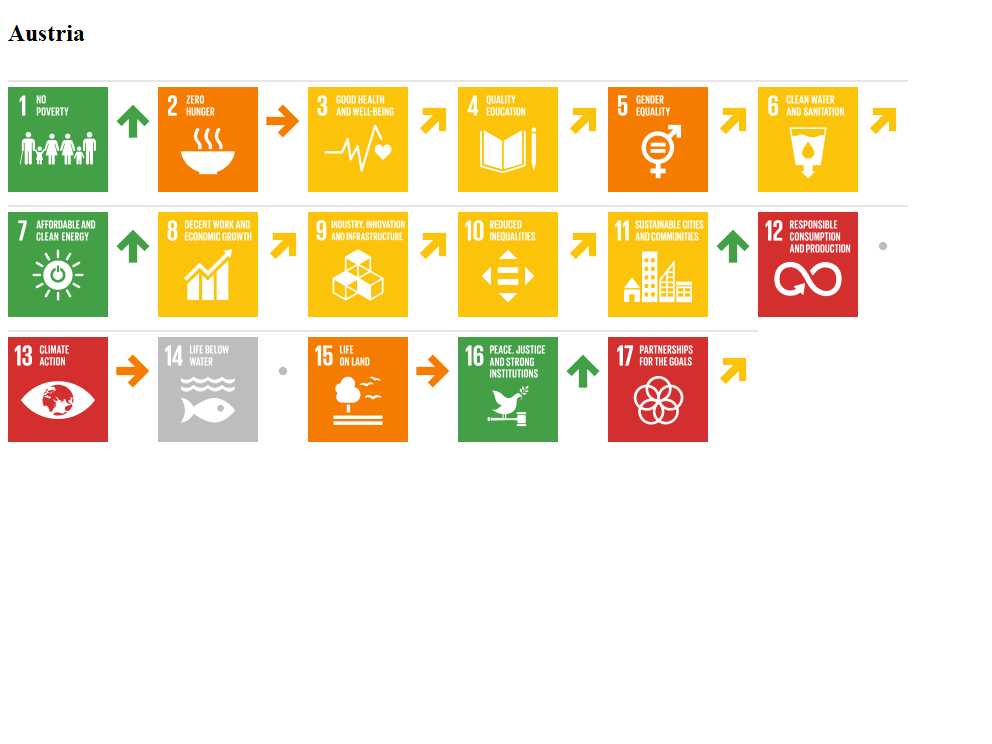 Austria
1 NO
POVERTY
2 ZERO
HUNGER
3 GOOD HEALTH
AND WELL-BEING
4 QUALITY
EDUCATION
5 GENDER
EQUALITY
6 CLEAN WATER
AND SANITATION
7 AFFORDABLE AND
CLEAN ENERGY
8 DECENT WORK AND
ECONOMIC GROWTH
9 INDUSTRY, INNOVATION
AND INFRASTRUCTURE
10 REDUCED
INEQUALITIES
11 SUSTAINABLE CITIES
AND COMMUNITIES
12 RESPONSIBLE
CONSUMPTION
AND PRODUCTION
13 CLIMATE
ACTION
14 LIFE BELOW
WATER
15 LIFE
ON LAND
16 PEACE, JUSTICE
AND STRONG
INSTITUTIONS
17 PARTNERSHIPS
FOR THE GOALS